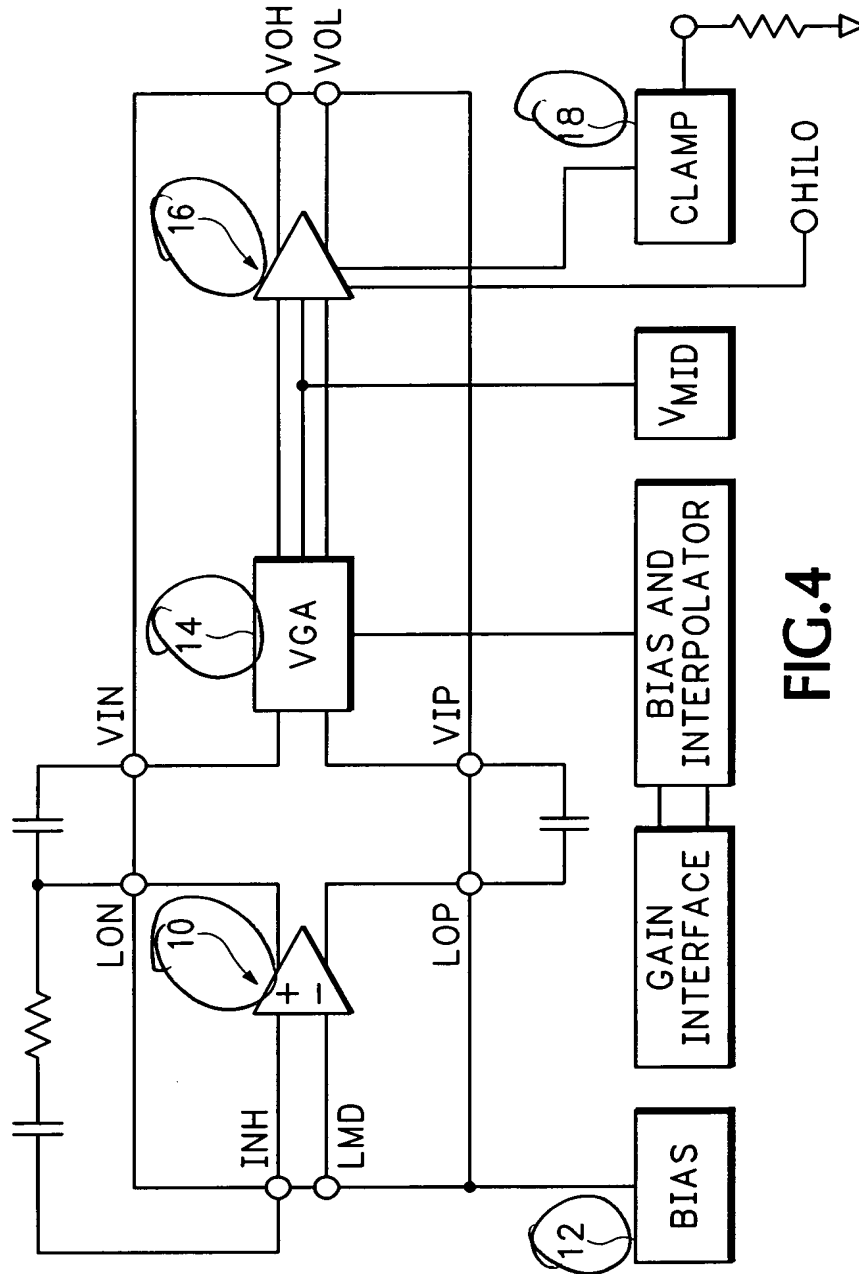 LON
VIN
10
14
16
VOH
VOL
INH
LMD
+
−
VGA
LOP
VIP
12
18
BIAS
GAIN
INTERFACE
BIAS AND
INTERPOLATOR
VMID
CLAMP
HILO
FIG.4